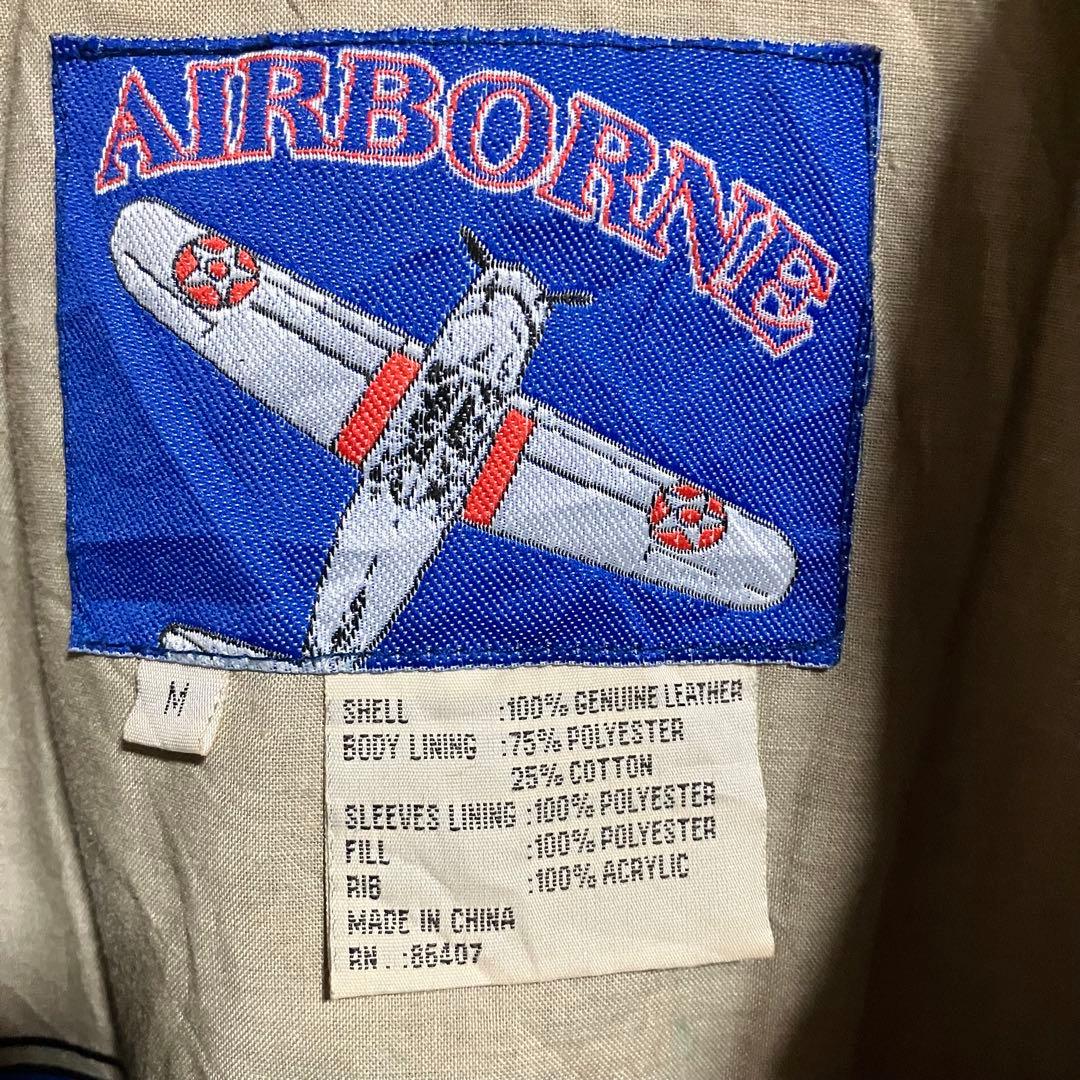 AIRBORNE
M
SHELL :100% GENUINE LEATHER
BODY LINING :75% POLYESTER
25% COTTON
SLEEVES LINING :100% POLYESTER
FILL :100% POLYESTER
RIB :100% ACRYLIC
MADE IN CHINA
RN. :86407